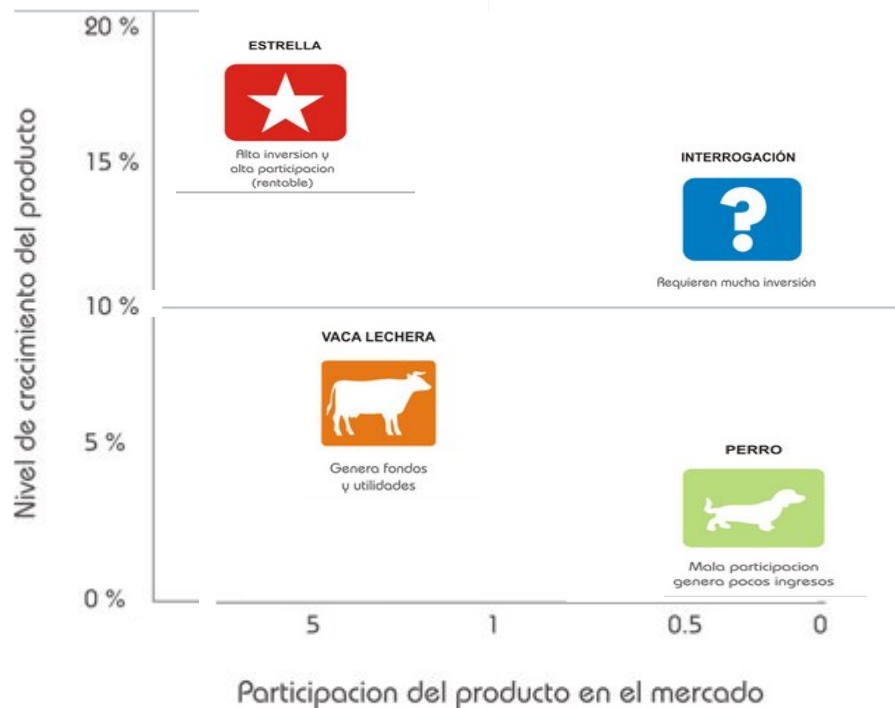 Nivel de crecimiento del producto
20 %
15 %
10 %
5 %
0 %
ESTRELLA
Alta inversion y
alta participacion
(rentable)
INTERROGACIÓN
?
Requieren mucha inversión
VACA LECHERA
Genera fondos
y utilidades
PERRO
Mala participacion
genera pocos ingresos
5
1
0.5
0
Participacion del producto en el mercado